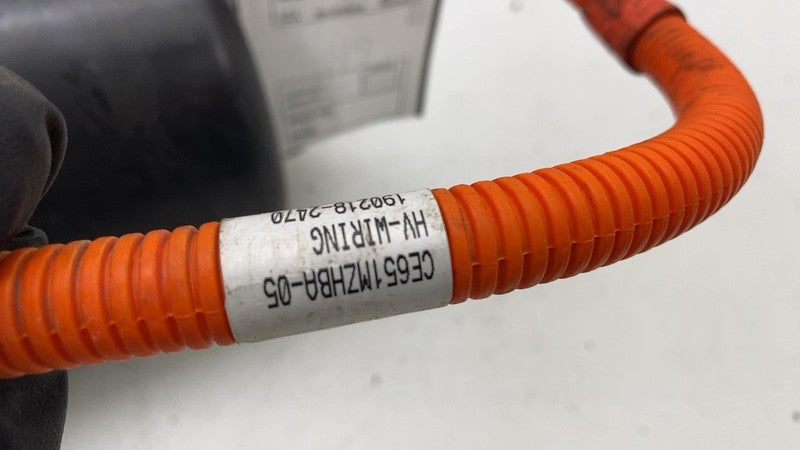 CE651MZHBA-05
HV-WIRING
190218-2470